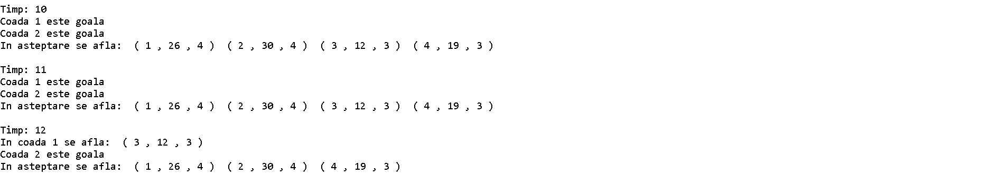 Timp: 10
Coada 1 este goala
Coada 2 este goala
In asteptare se afla:  ( 1 , 26 , 4 )  ( 2 , 30 , 4 )  ( 3 , 12 , 3 )  ( 4 , 19 , 3 )
Timp: 11
Coada 1 este goala
Coada 2 este goala
In asteptare se afla:  ( 1 , 26 , 4 )  ( 2 , 30 , 4 )  ( 3 , 12 , 3 )  ( 4 , 19 , 3 )
Timp: 12
In coada 1 se afla:  ( 3 , 12 , 3 )
Coada 2 este goala
In asteptare se afla:  ( 1 , 26 , 4 )  ( 2 , 30 , 4 )  ( 4 , 19 , 3 )